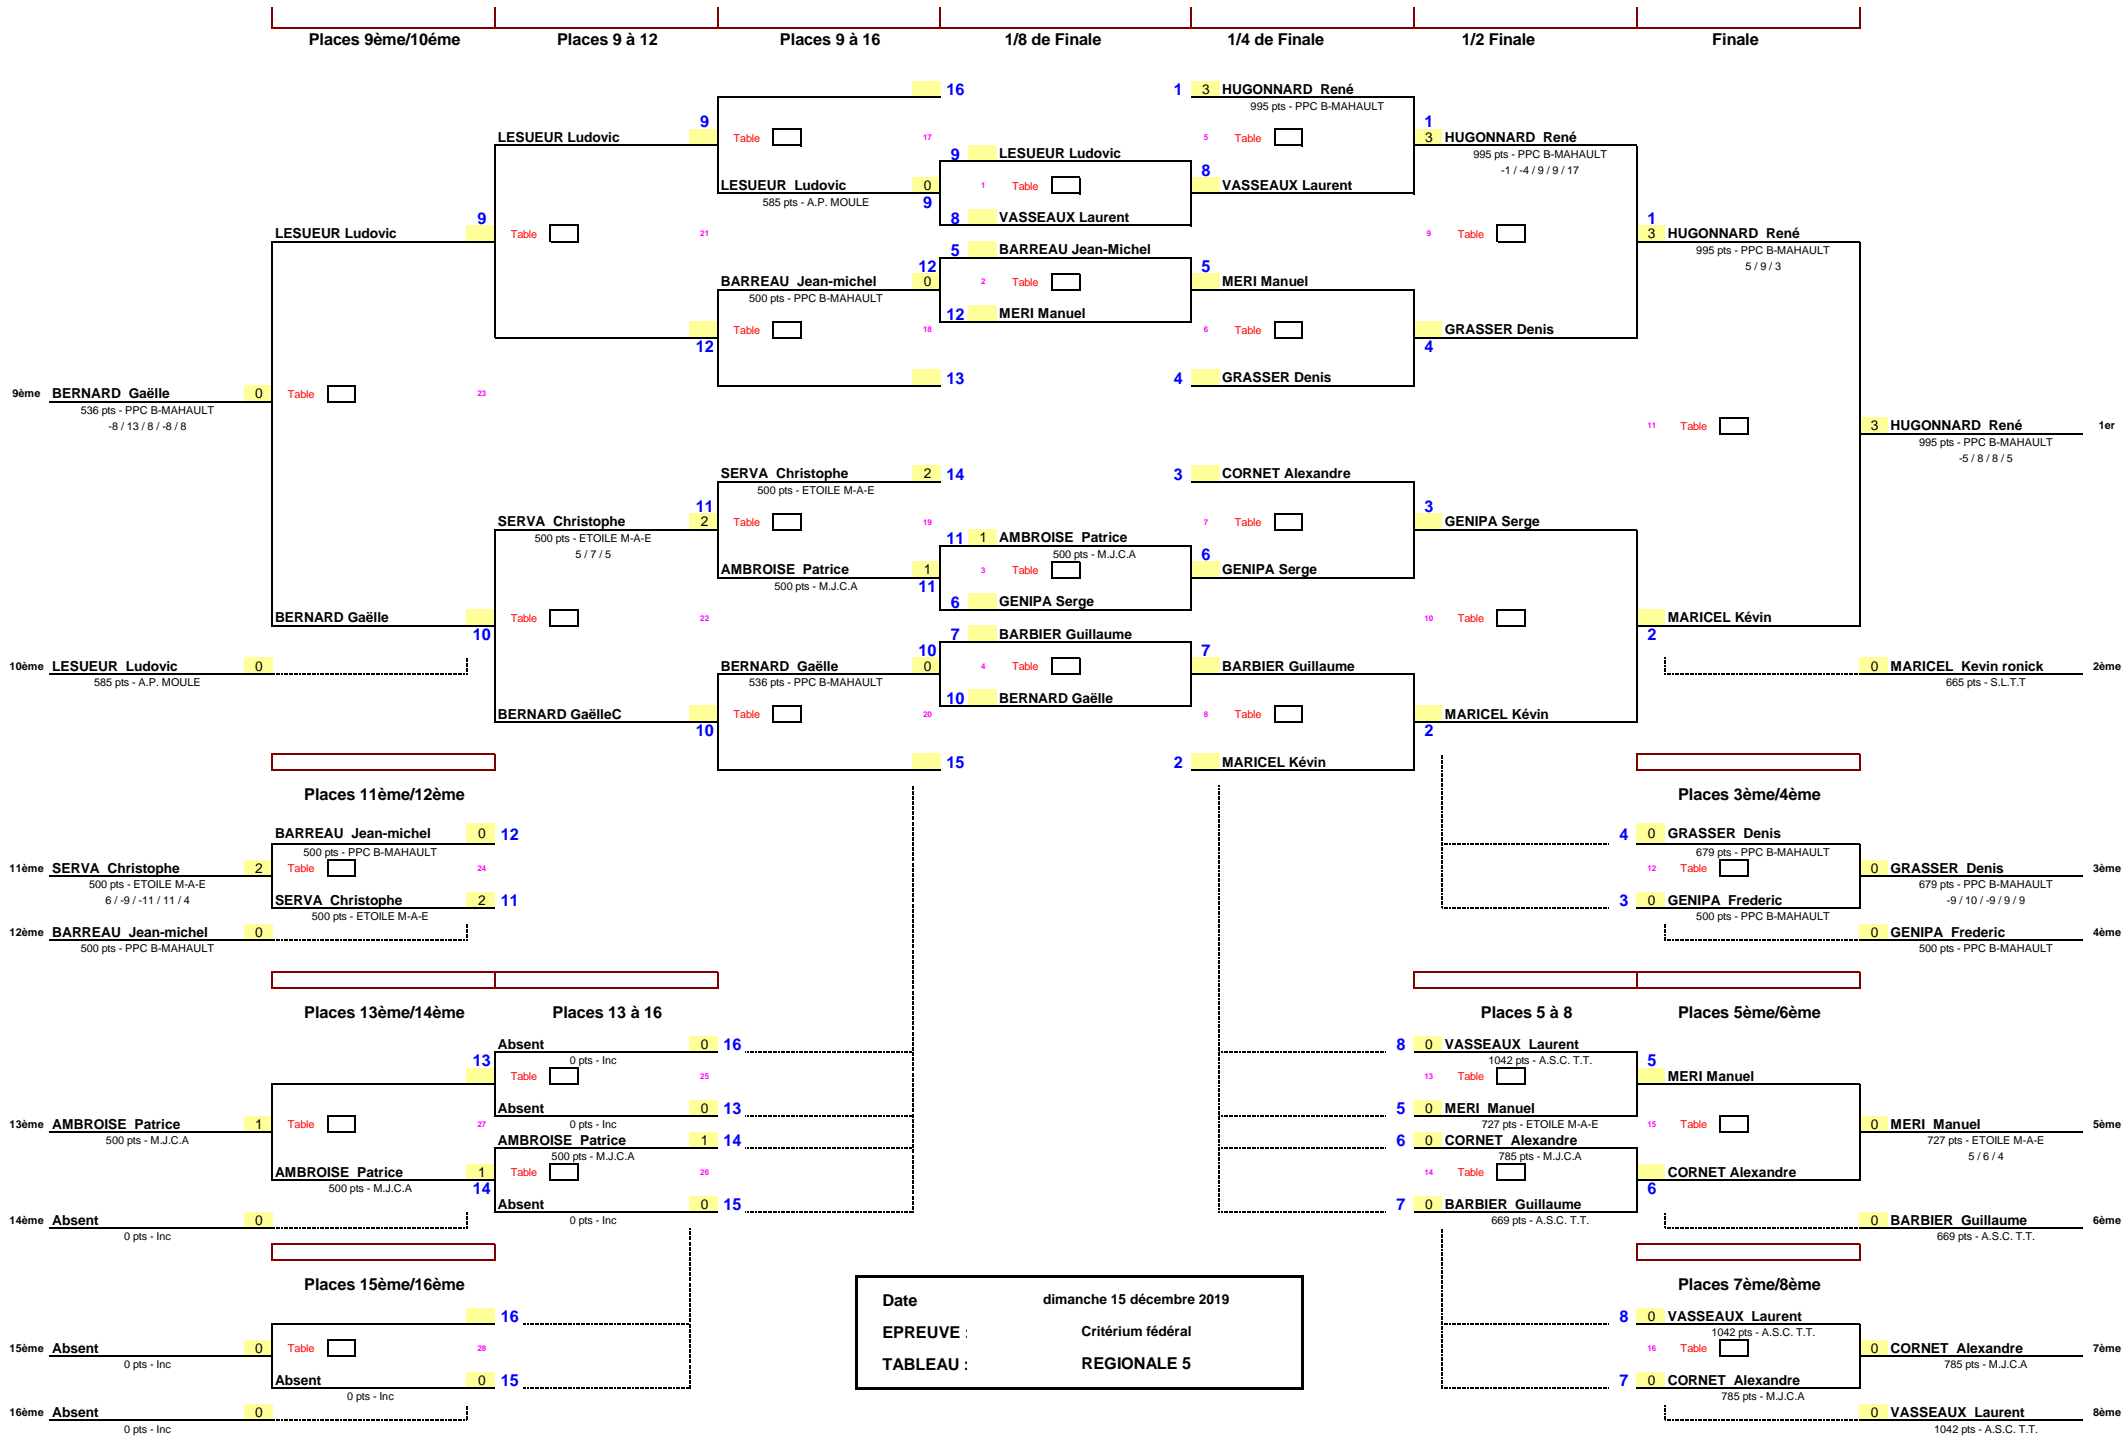 Places 9ème/10éme	Places 9 à 12	Places 9 à 16	1/8 de Finale	1/4 de Finale	1/2 Finale	Finale
16	1 3 HUGONNARD René
995 pts - PPC B-MAHAULT
9	1
LESUEUR Ludovic	Table	17	5 Table	3 HUGONNARD René
9 LESUEUR Ludovic	995 pts - PPC B-MAHAULT
8	-1 / -4 / 9 / 9 / 17
LESUEUR Ludovic 0	1 Table	VASSEAUX Laurent
585 pts - A.P. MOULE	9
9	8 VASSEAUX Laurent	1
LESUEUR Ludovic	Table	21	9 Table	3 HUGONNARD René
5 BARREAU Jean-Michel	995 pts - PPC B-MAHAULT
12	5	5 / 9 / 3
BARREAU Jean-michel 0	2 Table	MERI Manuel
500 pts - PPC B-MAHAULT
12 MERI Manuel
Table	18	6 Table	GRASSER Denis
12	4
13	4 GRASSER Denis
9ème BERNARD Gaëlle 0	Table	23
536 pts - PPC B-MAHAULT
-8 / 13 / 8 / -8 / 8
11 Table	3 HUGONNARD René	1er
995 pts - PPC B-MAHAULT
-5 / 8 / 8 / 5
SERVA Christophe 2 14	3 CORNET Alexandre
500 pts - ETOILE M-A-E
11	3
SERVA Christophe 2	Table	19	7 Table	GENIPA Serge
500 pts - ETOILE M-A-E	11 1 AMBROISE Patrice
5 / 7 / 5	500 pts - M.J.C.A	6
AMBROISE Patrice 1	3 Table	GENIPA Serge
500 pts - M.J.C.A	11
6 GENIPA Serge
BERNARD Gaëlle	Table	22	10 Table	MARICEL Kévin
10	7 BARBIER Guillaume	2
10	7
10ème LESUEUR Ludovic 0	BERNARD Gaëlle 0	4 Table	BARBIER Guillaume	0 MARICEL Kevin ronick	2ème
585 pts - A.P. MOULE	536 pts - PPC B-MAHAULT	665 pts - S.L.T.T
10 BERNARD Gaëlle
BERNARD GaëlleC	Table	20	8 Table	MARICEL Kévin
10	2
15	2 MARICEL Kévin
Places 11ème/12ème	Places 3ème/4ème
BARREAU Jean-michel 0 12	4 0 GRASSER Denis
500 pts - PPC B-MAHAULT	679 pts - PPC B-MAHAULT
11ème SERVA Christophe 2	Table	24	12 Table	0 GRASSER Denis	3ème
500 pts - ETOILE M-A-E	679 pts - PPC B-MAHAULT
6 / -9 / -11 / 11 / 4	SERVA Christophe 2 11	3 0 GENIPA Frederic	-9 / 10 / -9 / 9 / 9
500 pts - ETOILE M-A-E	500 pts - PPC B-MAHAULT
12ème BARREAU Jean-michel 0	0 GENIPA Frederic	4ème
500 pts - PPC B-MAHAULT	500 pts - PPC B-MAHAULT
Places 13ème/14ème	Places 13 à 16	Places 5 à 8	Places 5ème/6ème
Absent 0 16	8 0 VASSEAUX Laurent
13	0 pts - Inc	1042 pts - A.S.C. T.T.	5
Table	25	13 Table	MERI Manuel
Absent 0 13	5 0 MERI Manuel
13ème AMBROISE Patrice 1	Table	27	0 pts - Inc	727 pts - ETOILE M-A-E	15 Table	0 MERI Manuel	5ème
500 pts - M.J.C.A	AMBROISE Patrice 1 14	6 0 CORNET Alexandre	727 pts - ETOILE M-A-E
500 pts - M.J.C.A	785 pts - M.J.C.A	5 / 6 / 4
AMBROISE Patrice 1	Table	26	14 Table	CORNET Alexandre
500 pts - M.J.C.A	14	6
Absent 0 15	7 0 BARBIER Guillaume
14ème Absent 0	0 pts - Inc	669 pts - A.S.C. T.T.	0 BARBIER Guillaume	6ème
0 pts - Inc	669 pts - A.S.C. T.T.
Places 15ème/16ème	Places 7ème/8ème
Date	dimanche 15 décembre 2019
16	8 0 VASSEAUX Laurent
EPREUVE :	Critérium fédéral	1042 pts - A.S.C. T.T.
15ème Absent 0	Table	28	16 Table	0 CORNET Alexandre	7ème
0 pts - Inc	TABLEAU :	REGIONALE 5	785 pts - M.J.C.A
Absent 0 15	7 0 CORNET Alexandre
0 pts - Inc	785 pts - M.J.C.A
16ème Absent 0	0 VASSEAUX Laurent	8ème
0 pts - Inc	1042 pts - A.S.C. T.T.